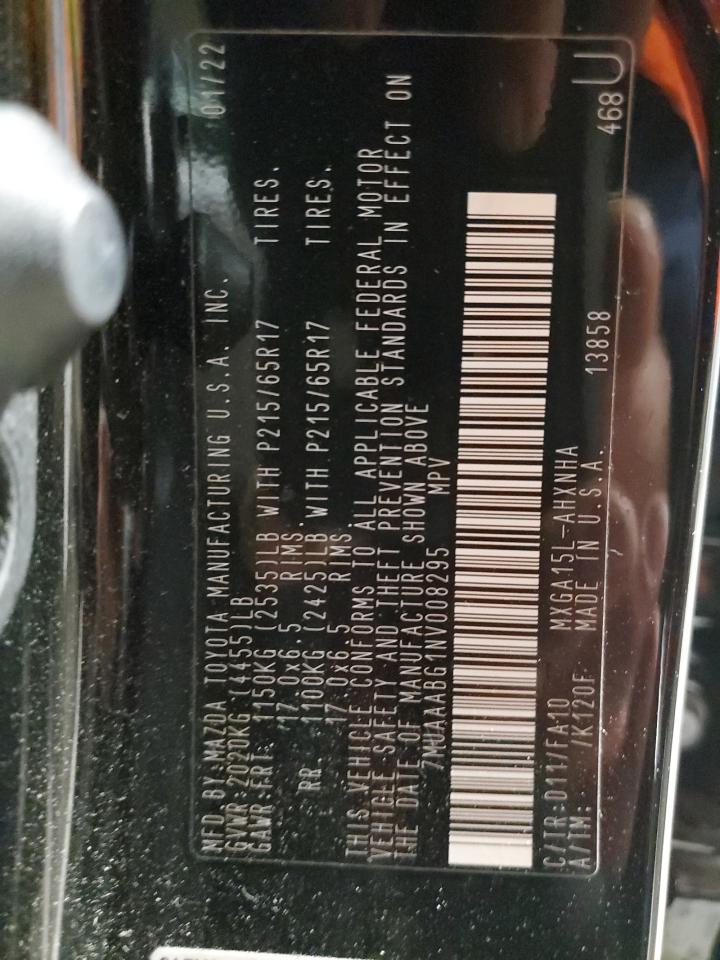 MFD BY:MAZDA TOYOTA MANUFACTURING U.S.A. INC. 01/22
GVWR 2020KG (4455)LB
GAWR FRT: 1150KG (2535)LB WITH P215/65R17 TIRES.
17.0x6.5 RIMS.
RR 1100KG (2425)LB WITH P215/65R17 TIRES.
17.0x6.5 RIMS.
THIS VEHICLE CONFORMS TO ALL APPLICABLE FEDERAL MOTOR
VEHICLE SAFETY AND THEFT PREVENTION STANDARDS IN EFFECT ON
THE DATE OF MANUFACTURE SHOWN ABOVE
7MUAAABG1NV008295 MPV
C/TR:D11/FA10 MXGA15L-AHXNHA
A/TM: /K120F MADE IN U.S.A. 13858
468U